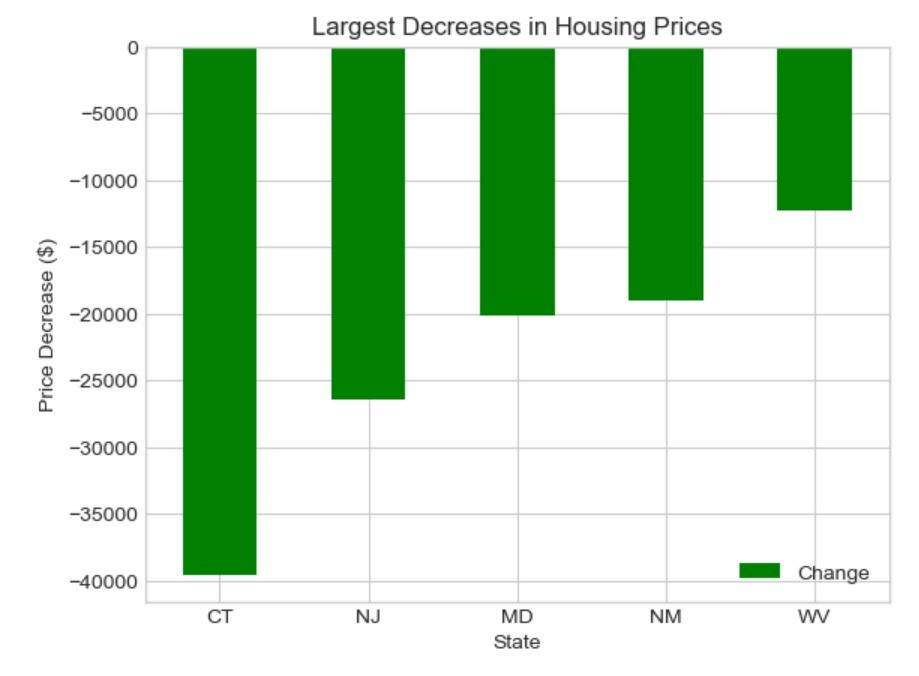 Largest Decreases in Housing Prices
0
−5000
−10000
−15000
−20000
−25000
−30000
−35000
−40000
Price Decrease ($)
Change
CT NJ MD NM WV
State